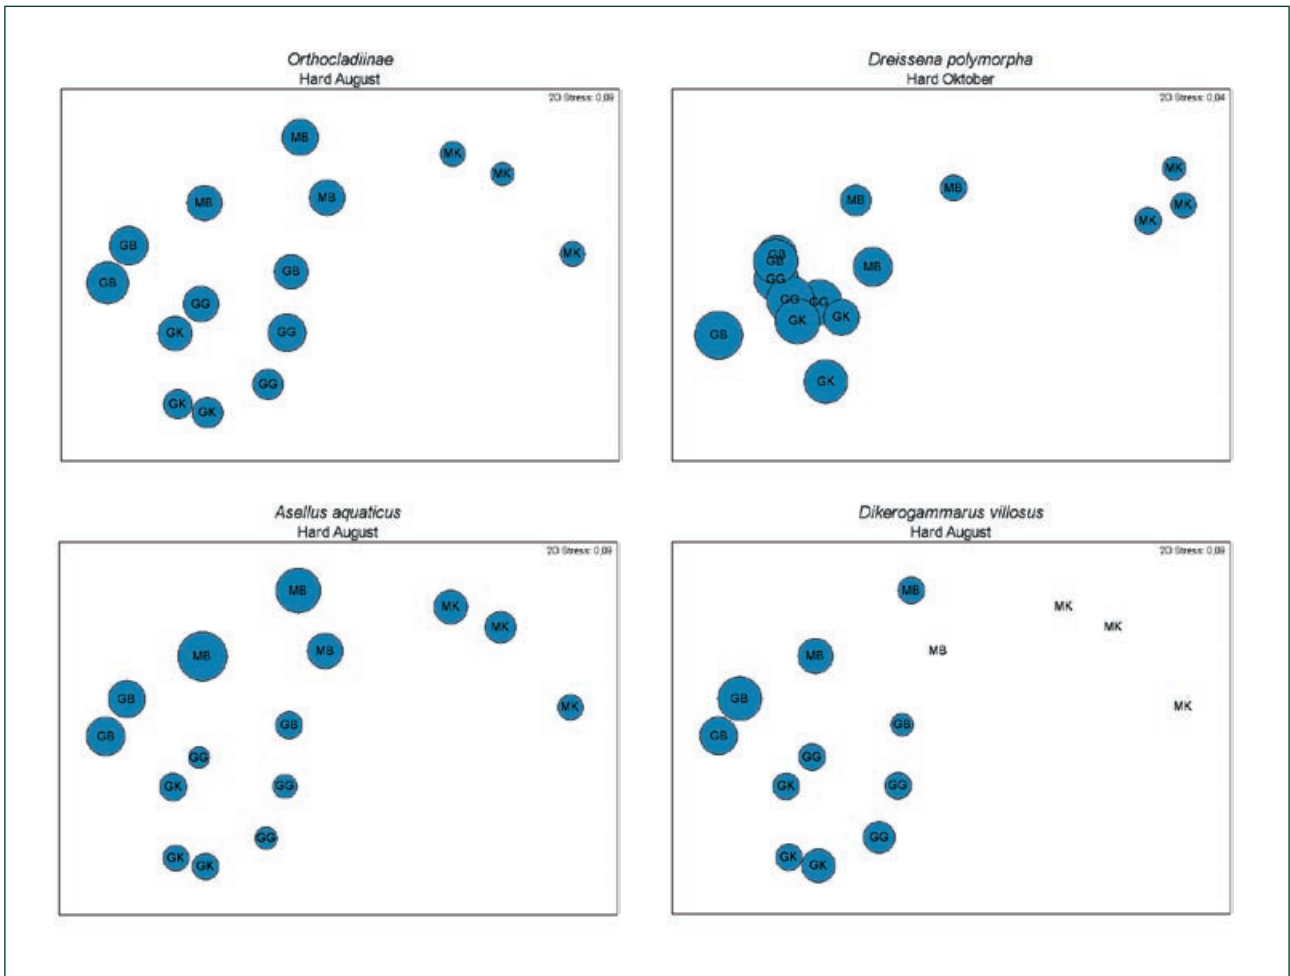 Orthocladiinae
Hard August
2D Stress: 0,09
MB
MK
MK
MB
MB
GB
MK
GB
GB
GG
GK
GG
GG
GK
GK
Dreissena polymorpha
Hard Oktober
2D Stress: 0,04
MK
MB
MB
MK
MK
GB
GB
MB
GG
GG
GG
GK
GK
GB
GK
Asellus aquaticus
Hard August
2D Stress: 0,09
MB
MK
MK
MB
MB
GB
MK
GB
GB
GG
GK
GG
GG
GK
GK
Dikerogammarus villosus
Hard August
2D Stress: 0,09
MB
MK
MK
MB
MB
GB
MK
GB
GB
GG
GK
GG
GG
GK
GK